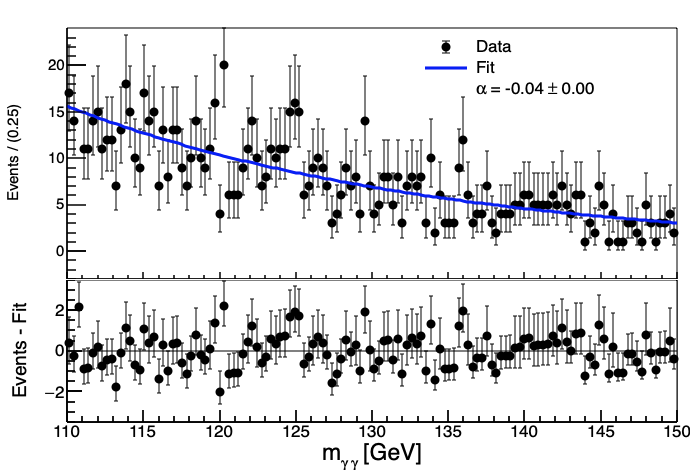 Events / (0.25)
20
15
10
5
0
Data
Fit
α = -0.04 ± 0.00
Events - Fit
2
0
−2
110 115 120 125 130 135 140 145 150
mγγ [GeV]